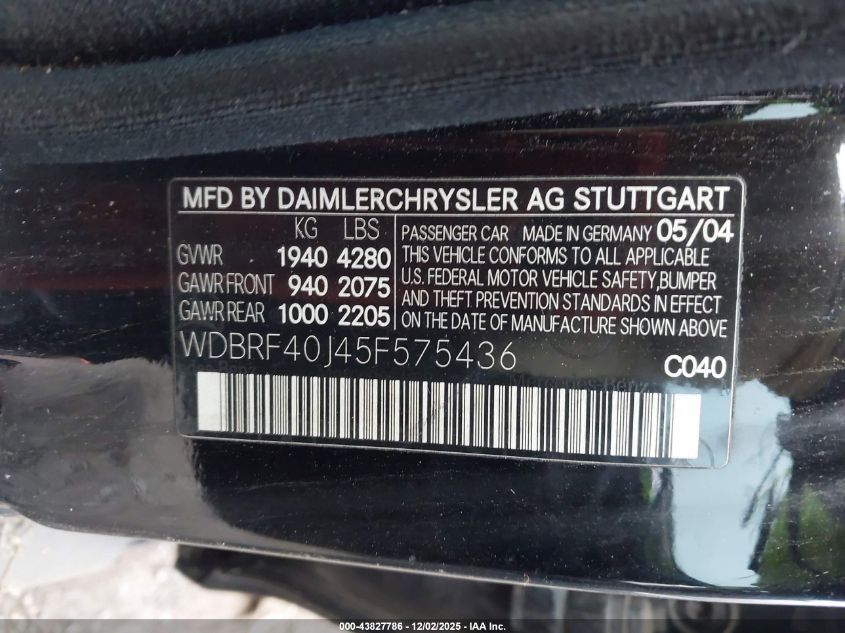 MFD BY DAIMLERCHRYSLER AG STUTTGART
KG LBS
GVWR 1940 4280
GAWR FRONT 940 2075
GAWR REAR 1000 2205
PASSENGER CAR MADE IN GERMANY 05/04
THIS VEHICLE CONFORMS TO ALL APPLICABLE
U.S. FEDERAL MOTOR VEHICLE SAFETY,BUMPER
AND THEFT PREVENTION STANDARDS IN EFFECT
ON THE DATE OF MANUFACTURE SHOWN ABOVE
WDBRF40J45F575436
C040
Mercedes-Benz
000-43827786 - 12/02/2025 - IAA Inc.